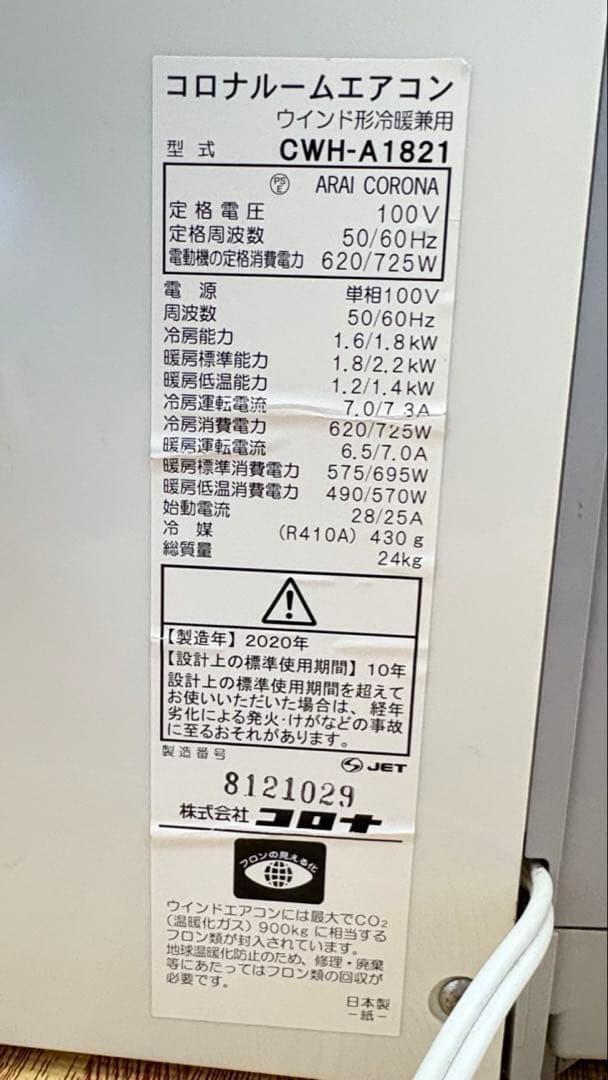 コロナルームエアコン
ウインド形冷暖兼用
型式 CWH-A1821
PSE ARAI CORONA
定格電圧 100V
定格周波数 50/60Hz
電動機の定格消費電力 620/725W
電源 単相100V
周波数 50/60Hz
冷房能力 1.6/1.8kW
暖房標準能力 1.8/2.2kW
暖房低温能力 1.2/1.4kW
冷房運転電流 7.0/7.3A
冷房消費電力 620/725W
暖房運転電流 6.5/7.0A
暖房標準消費電力 575/695W
暖房低温消費電力 490/570W
始動電流 28/25A
冷媒 (R410A) 430g
総質量 24kg
【製造年】2020年
【設計上の標準使用期間】10年
設計上の標準使用期間を超えて
お使いいただいた場合は、経年
劣化による発火・けがなどの事故
に至るおそれがあります。
製造番号 JET
8121029
株式会社 コロナ
フロンの見える化
ウインドエアコンには最大でCO₂
(温暖化ガス)900kgに相当する
フロン類が封入されています。
地球温暖化防止のため、修理・廃棄
等にあたってはフロン類の回収が
必要です。
日本製
-紙-